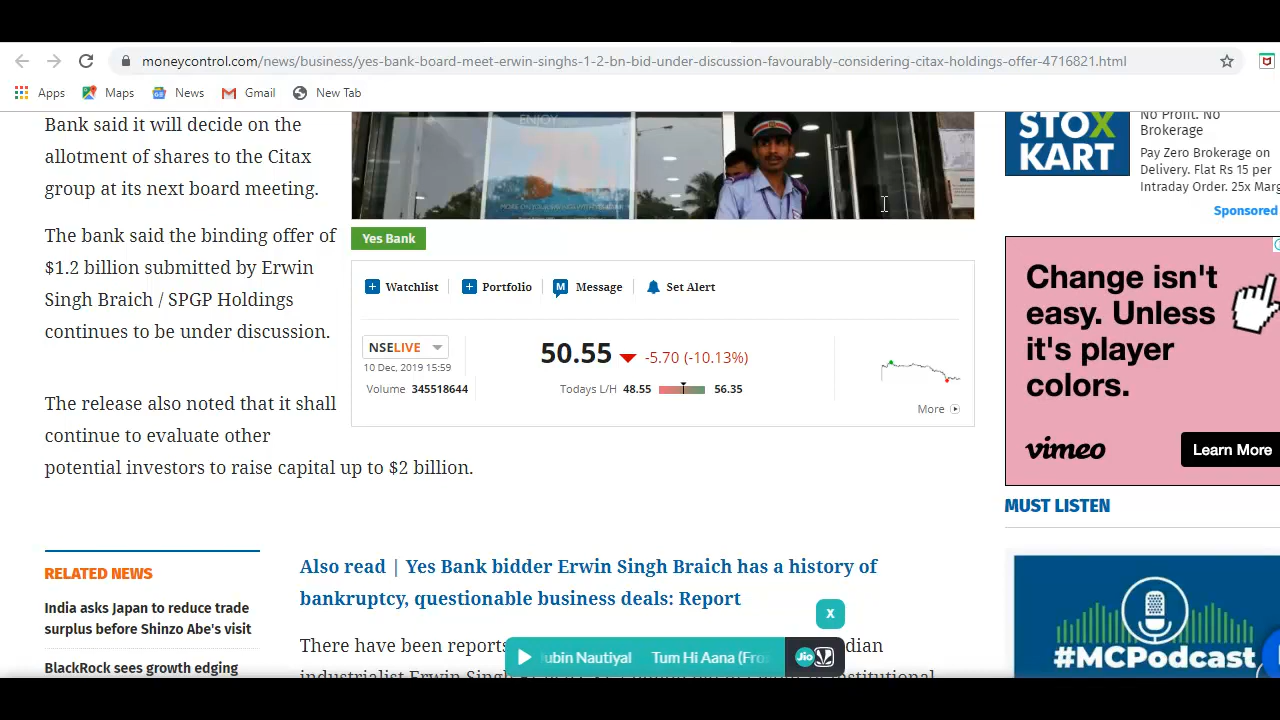 moneycontrol.com/news/business/yes-bank-board-meet-erwin-singhs-1-2-bn-bid-under-discussion-favourably-considering-citax-holdings-offer-4716821.html
Apps Maps News Gmail New Tab
Bank said it will decide on the
allotment of shares to the Citax
group at its next board meeting.
The bank said the binding offer of
$1.2 billion submitted by Erwin
Singh Braich / SPGP Holdings
continues to be under discussion.
The release also noted that it shall
continue to evaluate other
potential investors to raise capital up to $2 billion.
ENJOY
Yes Bank
Watchlist Portfolio Message Set Alert
NSELIVE
10 Dec, 2019 15:59
Volume 345518644
50.55 -5.70 (-10.13%)
Todays L/H 48.55 56.35
More
STOX
KART
No Profit. No
Brokerage
Pay Zero Brokerage on
Delivery. Flat Rs 15 per
Intraday Order. 25x Marg
Sponsored
Change isn't
easy. Unless
it's player
colors.
vimeo
Learn More
MUST LISTEN
#MCPodcast
RELATED NEWS
India asks Japan to reduce trade
surplus before Shinzo Abe's visit
BlackRock sees growth edging
Also read | Yes Bank bidder Erwin Singh Braich has a history of
bankruptcy, questionable business deals: Report
There have been reports dian
X
ubin Nautiyal Tum Hi Aana (Fro
Jio
industrialist Erwin Singh